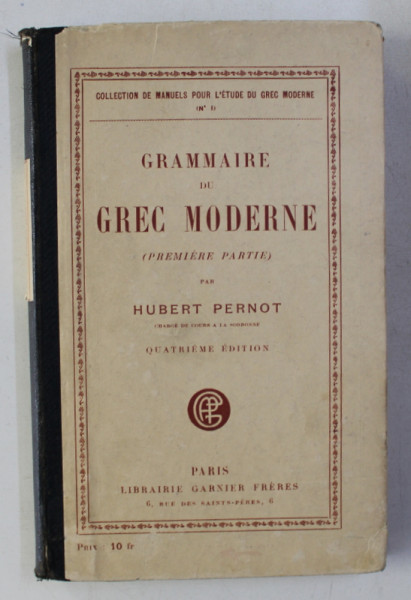 COLLECTION DE MANUELS POUR L'ÉTUDE DU GREC MODERNE
(N° 1)
GRAMMAIRE
DU
GREC MODERNE
(PREMIÈRE PARTIE)
PAR
HUBERT PERNOT
CHARGÉ DE COURS A LA SORBONNE
QUATRIÈME ÉDITION
PARIS
LIBRAIRIE GARNIER FRÈRES
6, RUE DES SAINTS-PÈRES, 6
Prix : 10 fr